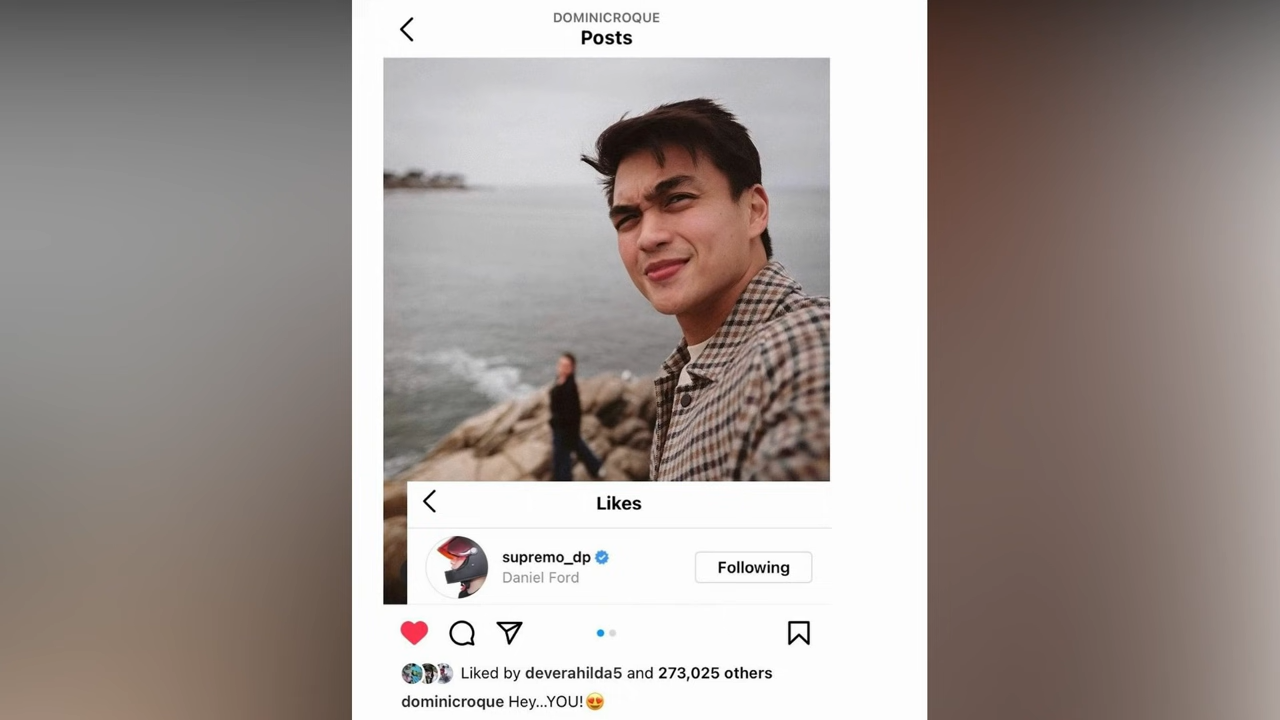 DOMINICROQUE
Posts
Likes
supremo_dp
Daniel Ford
Following
Liked by deverahilda5 and 273,025 others
dominicroque Hey...YOU!😍